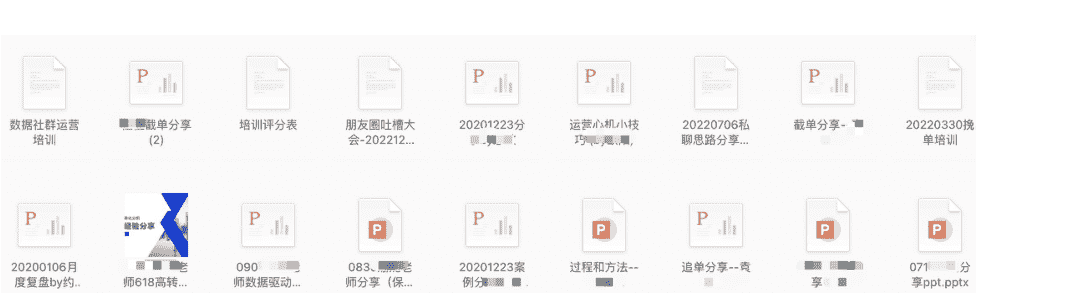 数据社群运营
培训
截单分享
(2)
培训评分表
朋友圈吐槽大
会-202212...
20201223分
运营心机小技
巧
20220706私
聊思路分享...
截单分享-
20220330挽
单培训
20200106月
度复盘by约...
经验分享
老
师618高转...
090
师数据驱动...
083
老
师分享（保...
20201223案
例分
过程和方法--
追单分享--袁
享
071
分
享ppt.pptx